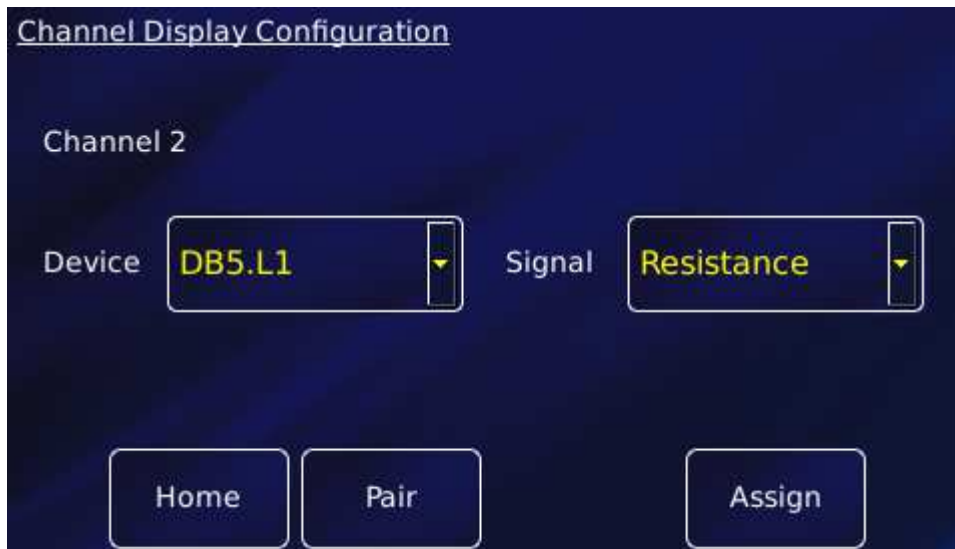 Channel Display Configuration
Channel 2
Device DB5.L1 Signal Resistance
Home Pair Assign